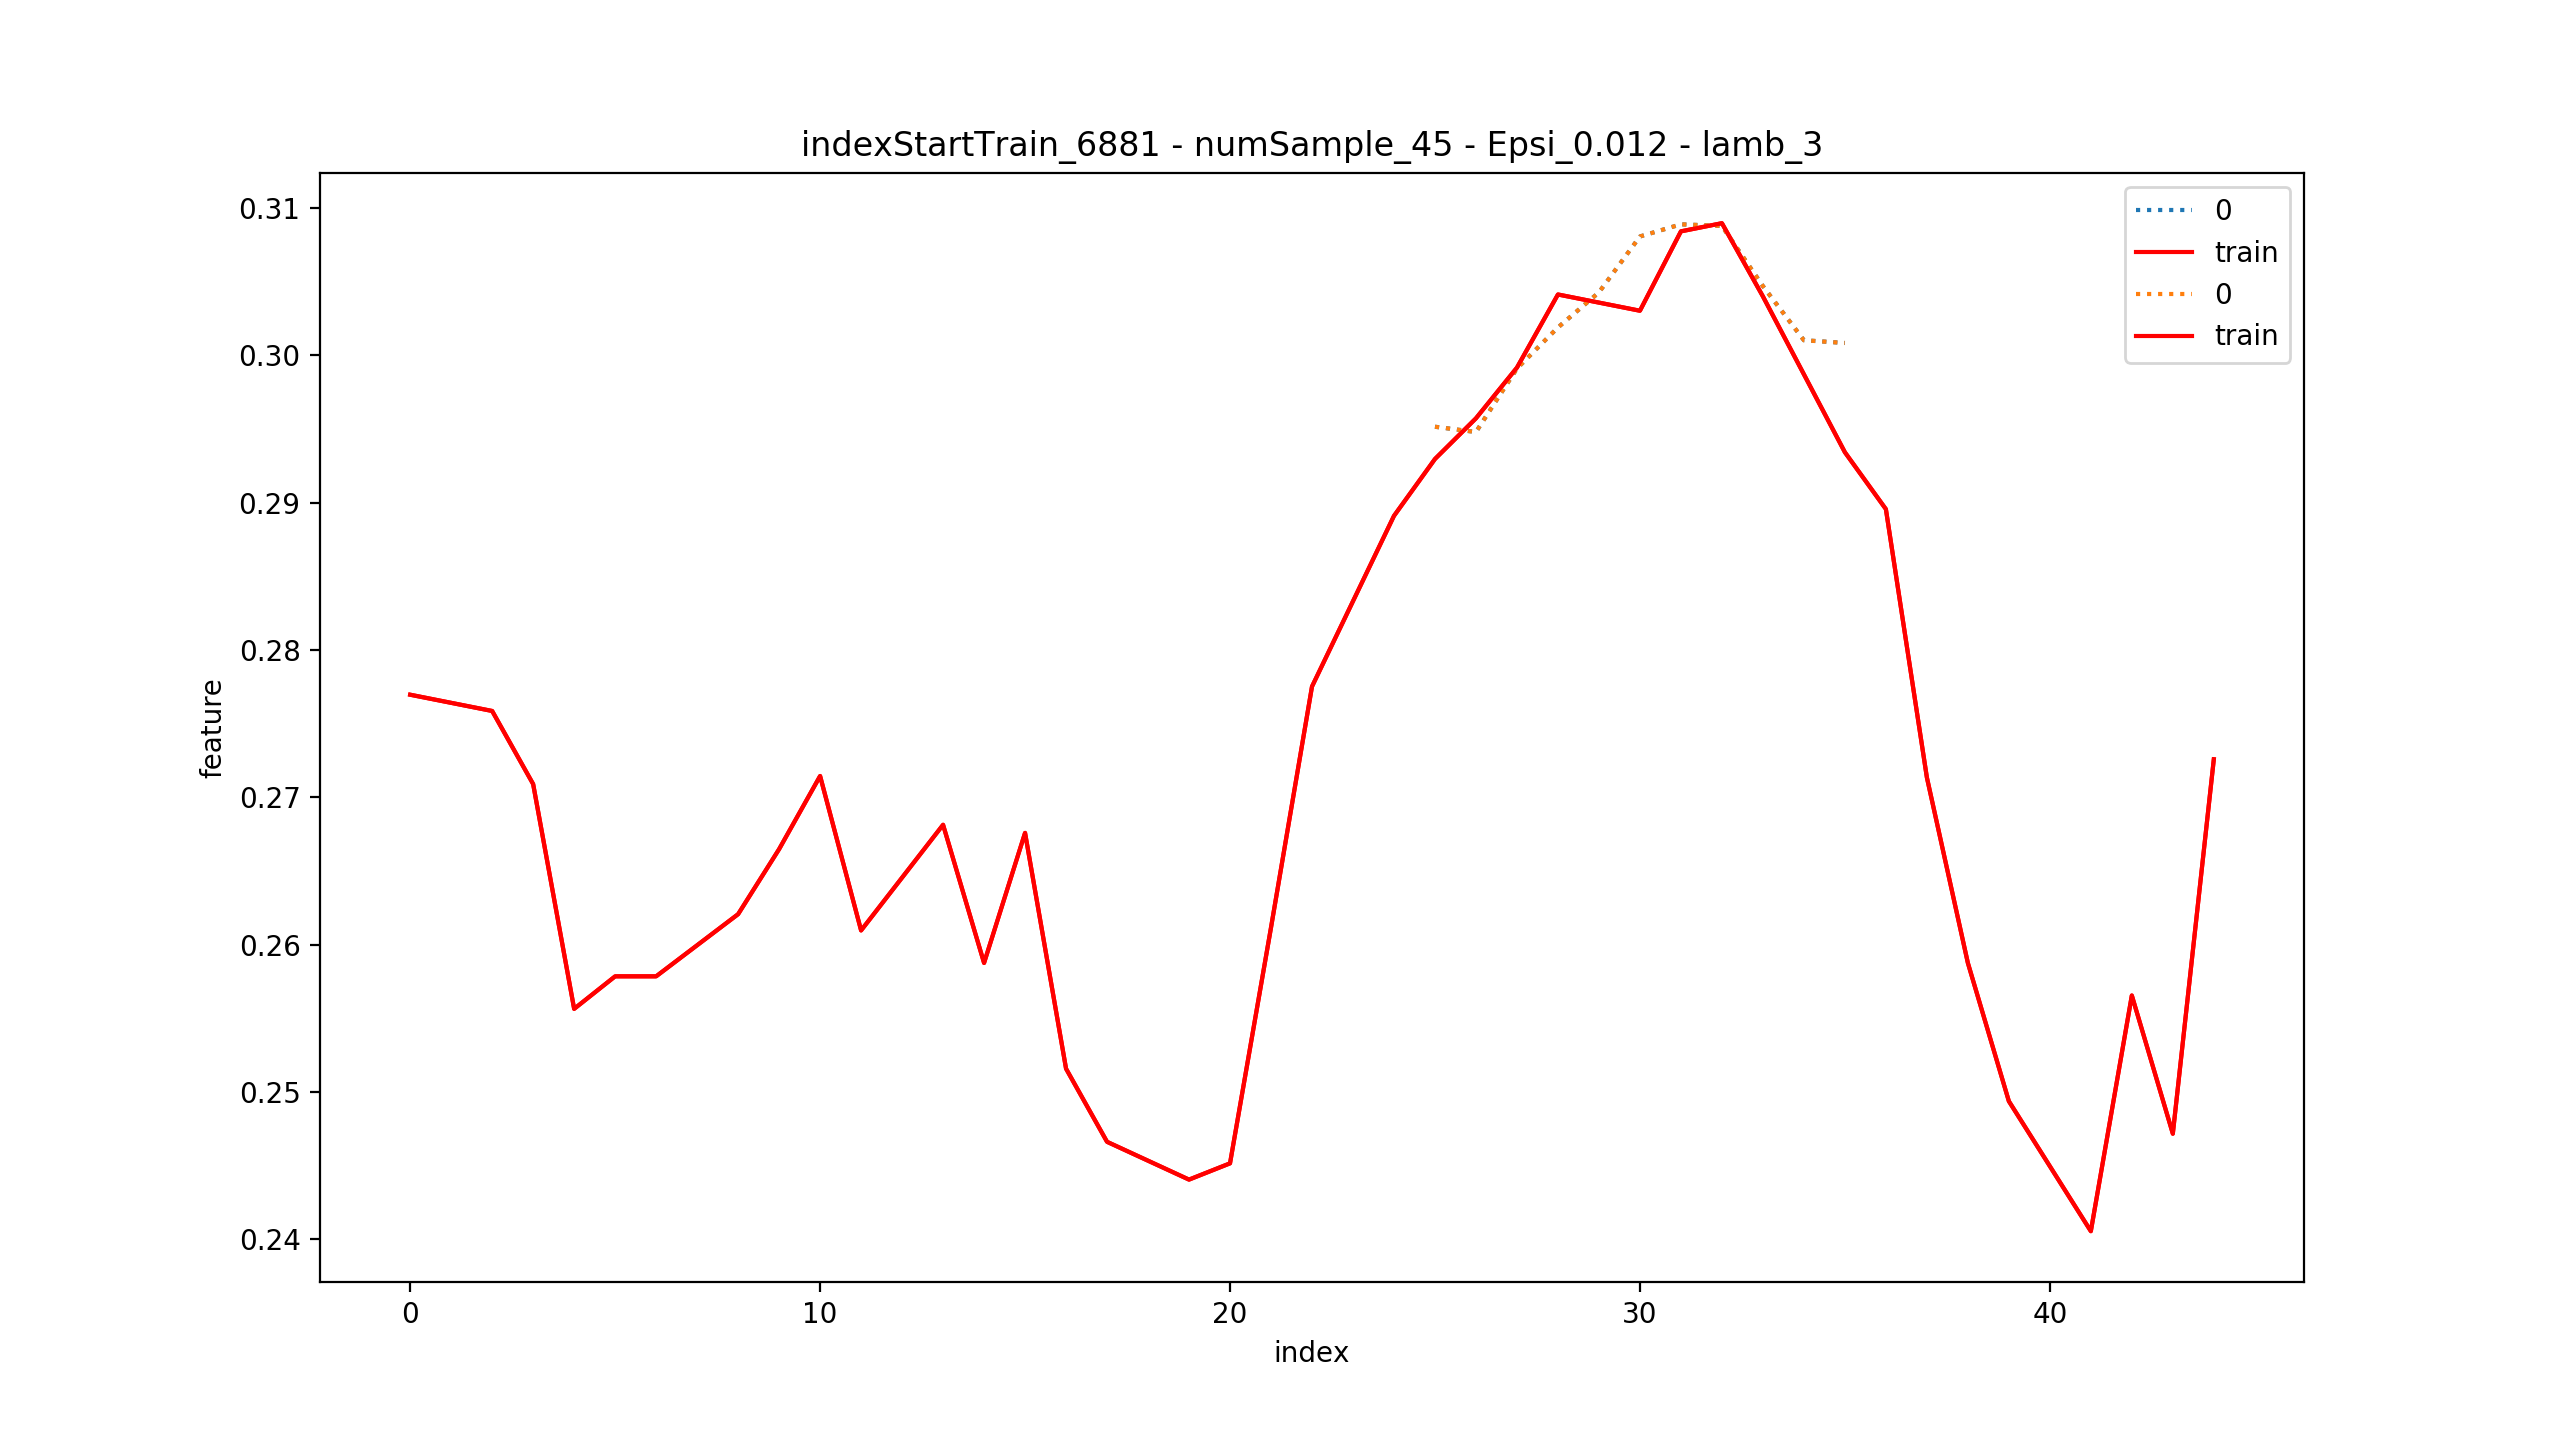 indexStartTrain_6881 - numSample_45 - Epsi_0.012 - lamb_3
0
train
0
train
0.31
0.30
0.29
0.28
0.27
0.26
0.25
0.24
feature
0 10 20 30 40
index